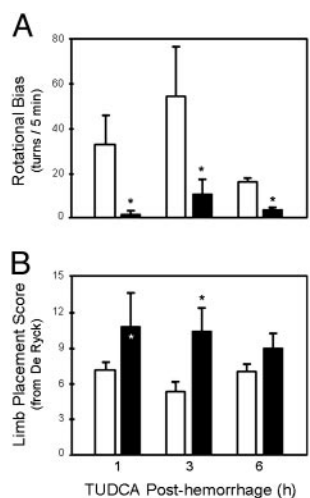 A
80
60
40
20
0
Rotational Bias
(turns / 5 min)
*
*
*
B
15
12
9
6
3
0
Limb Placement Score
(from De Ryck)
*
*
1 3 6
TUDCA Post-hemorrhage (h)